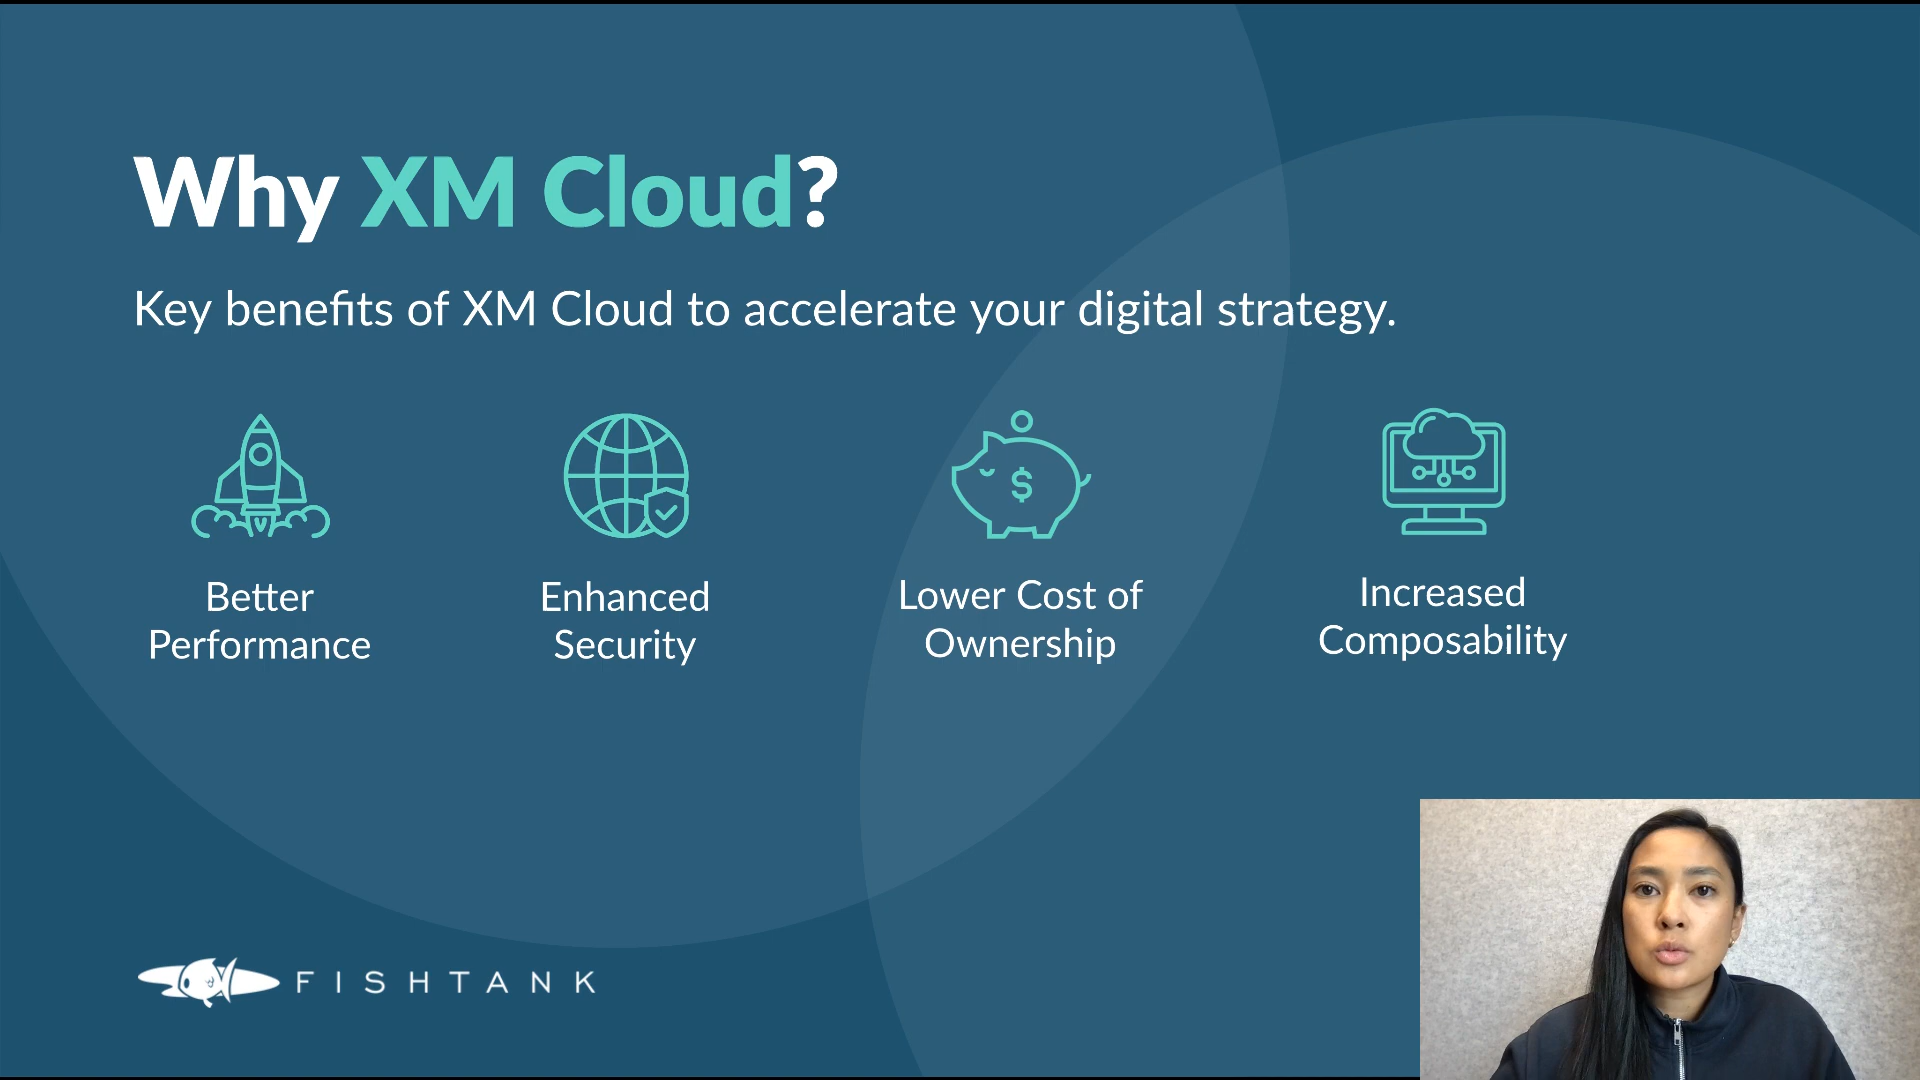 Why XM Cloud?
Key benefits of XM Cloud to accelerate your digital strategy.
$
Better
Performance
Enhanced
Security
Lower Cost of
Ownership
Increased
Composability
FISHTANK